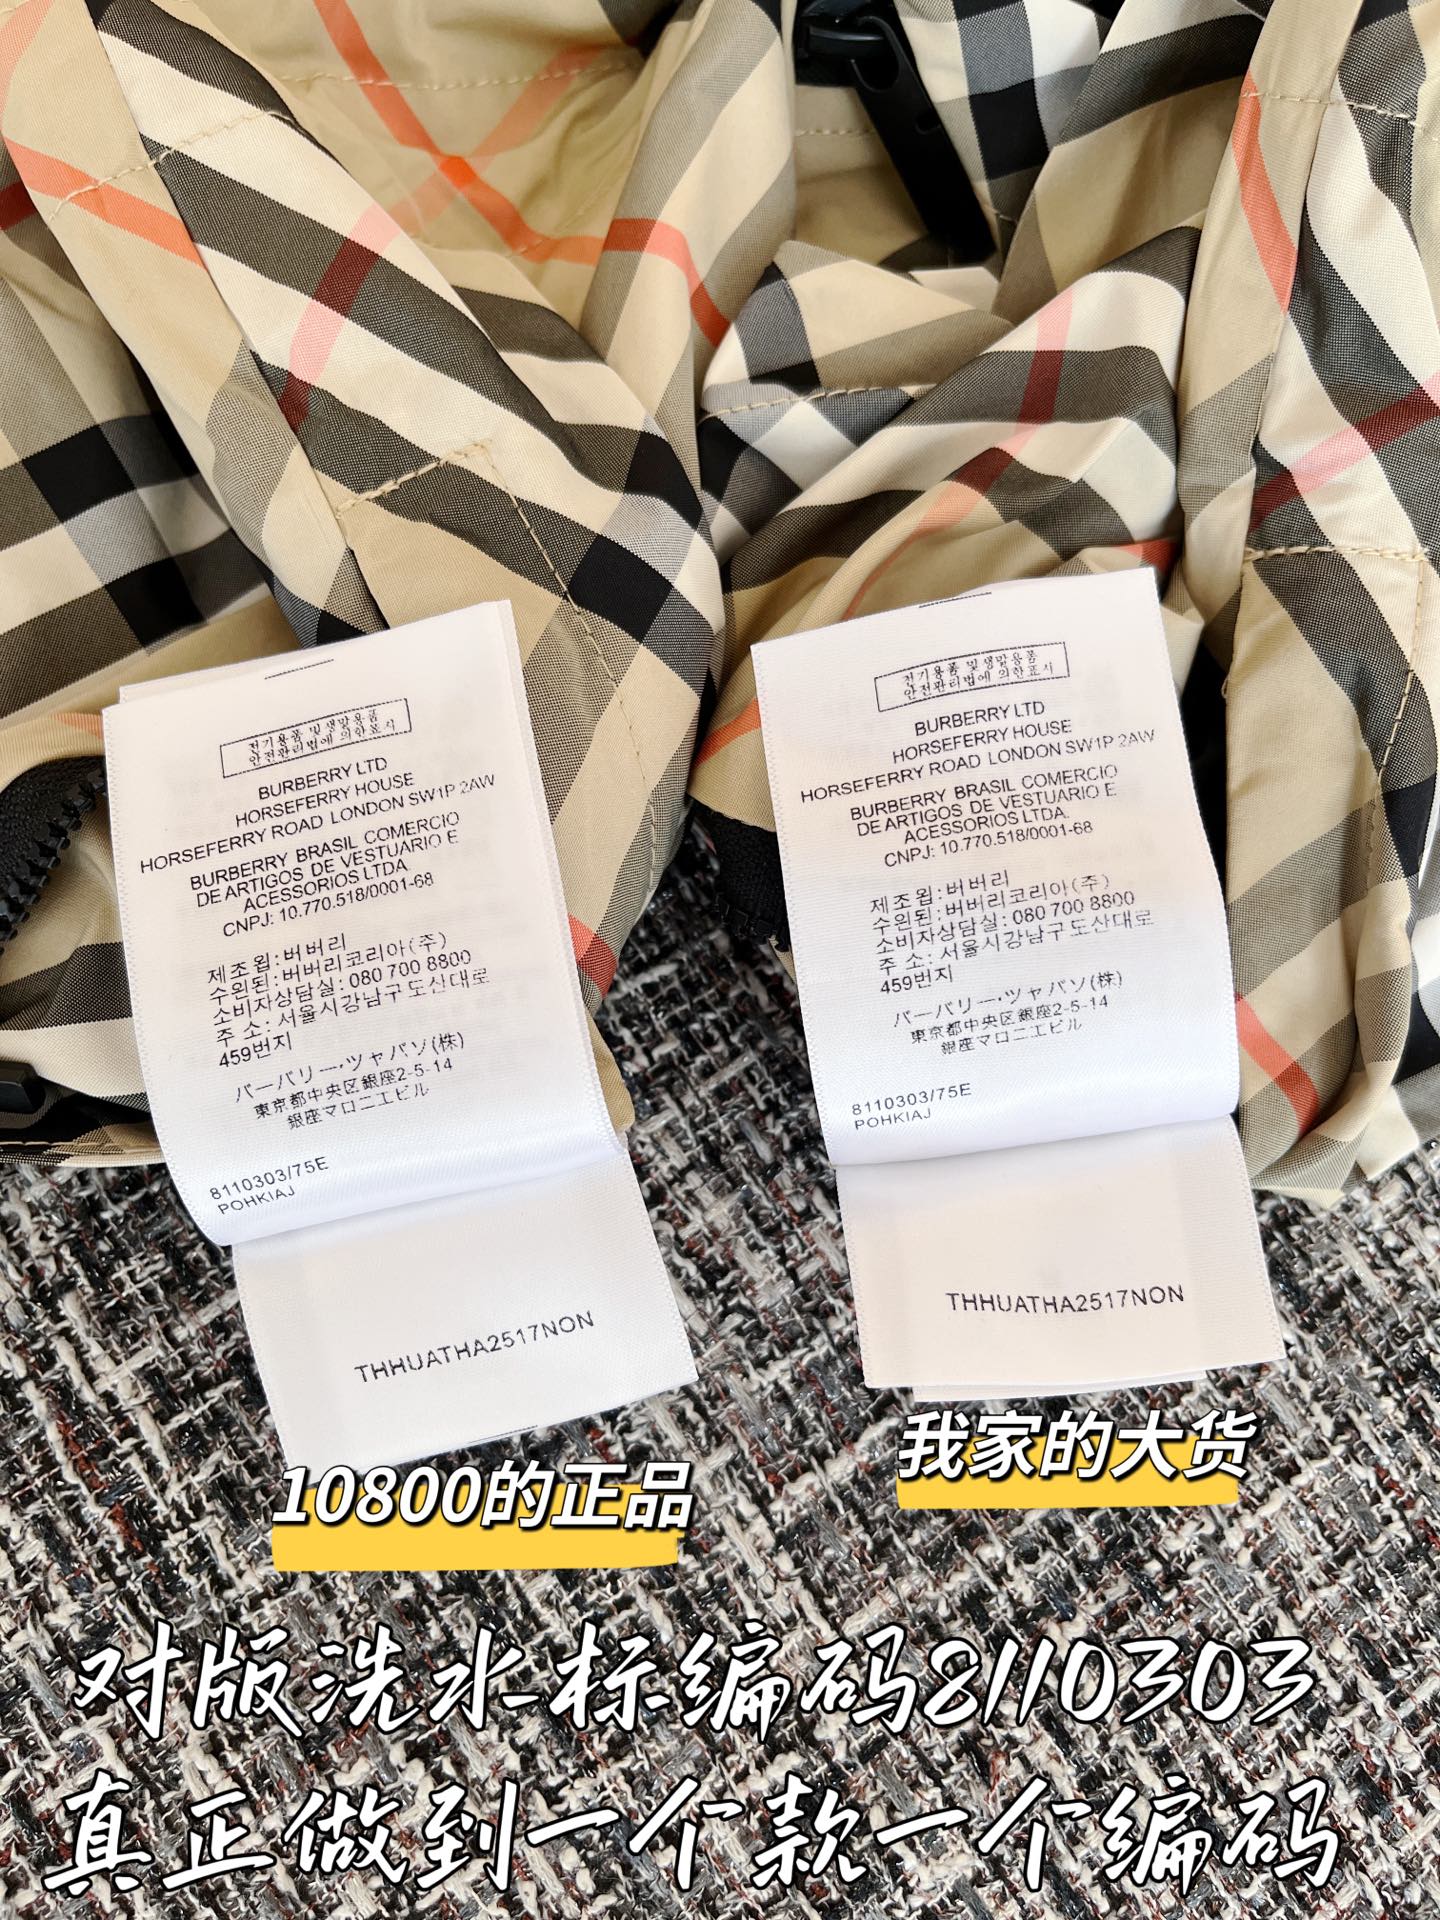 전기용품 및생말용품
안전관리법에 의한표시
BURBERRY LTD
HORSEFERRY HOUSE
HORSEFERRY ROAD LONDON SW1P 2AW
BURBERRY BRASIL COMERCIO
DE ARTIGOS DE VESTUARIO E
ACESSORIOS LTDA.
CNPJ: 10.770.518/0001-68
제조윕:버버리
수윈된:버버리코리아(주)
소비자상담실: 080 700 8800
주 소: 서울시강남구도산대로
459번지
バーバリー·ツャパソ(株)
東京都中央区銀座2-5-14
銀座マロニエビル
8110303/75E
POHKIAJ
THHUATHA2517NON
전기용품 및생말용품
안전관리법에 의한표시
BURBERRY LTD
HORSEFERRY HOUSE
HORSEFERRY ROAD LONDON SW1P 2AW
BURBERRY BRASIL COMERCIO
DE ARTIGOS DE VESTUARIO E
ACESSORIOS LTDA.
CNPJ: 10.770.518/0001-68
제조윕:버버리
수윈된:버버리코리아(주)
소비자상담실: 080 700 8800
주 소: 서울시강남구도산대로
459번지
バーバリー·ツャパソ(株)
東京都中央区銀座2-5-14
銀座マロニエビル
8110303/75E
POHKIAJ
THHUATHA2517NON
10800的正品
我家的大货
对版洗水标编码8110303
真正做到一个款一个编码